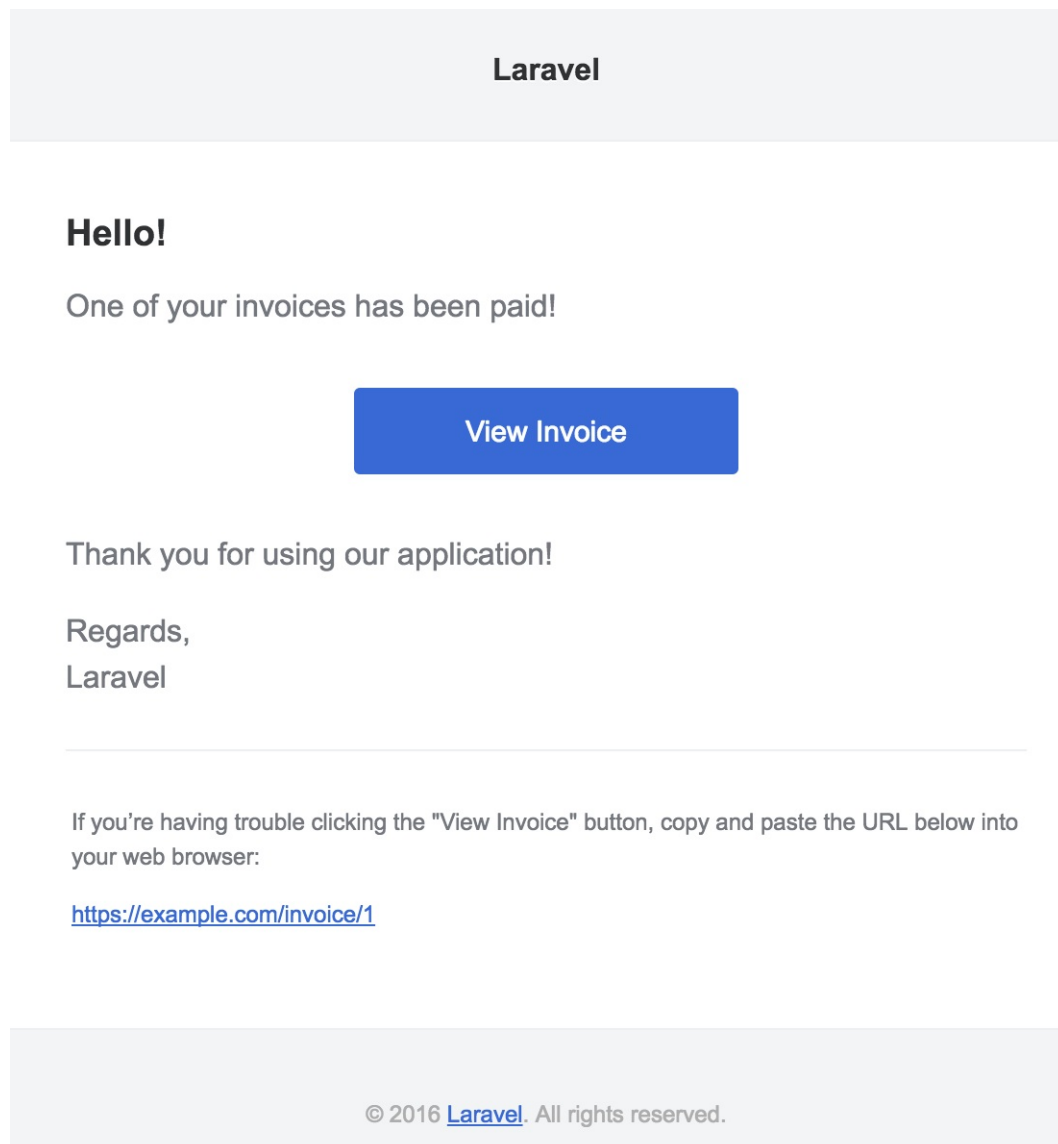 Laravel
Hello!
One of your invoices has been paid!
View Invoice
Thank you for using our application!
Regards,
Laravel
If you’re having trouble clicking the "View Invoice" button, copy and paste the URL below into
your web browser:
https://example.com/invoice/1
© 2016 Laravel. All rights reserved.